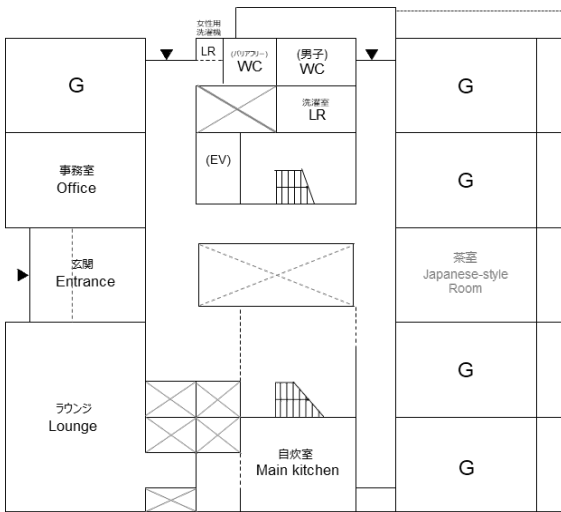 女性用
洗濯機
LR
(バリアフリー)
WC
(男子)
WC
G
G
洗濯室
LR
事務室
Office
(EV)
G
玄関
Entrance
茶室
Japanese-style
Room
G
ラウンジ
Lounge
自炊室
Main kitchen
G